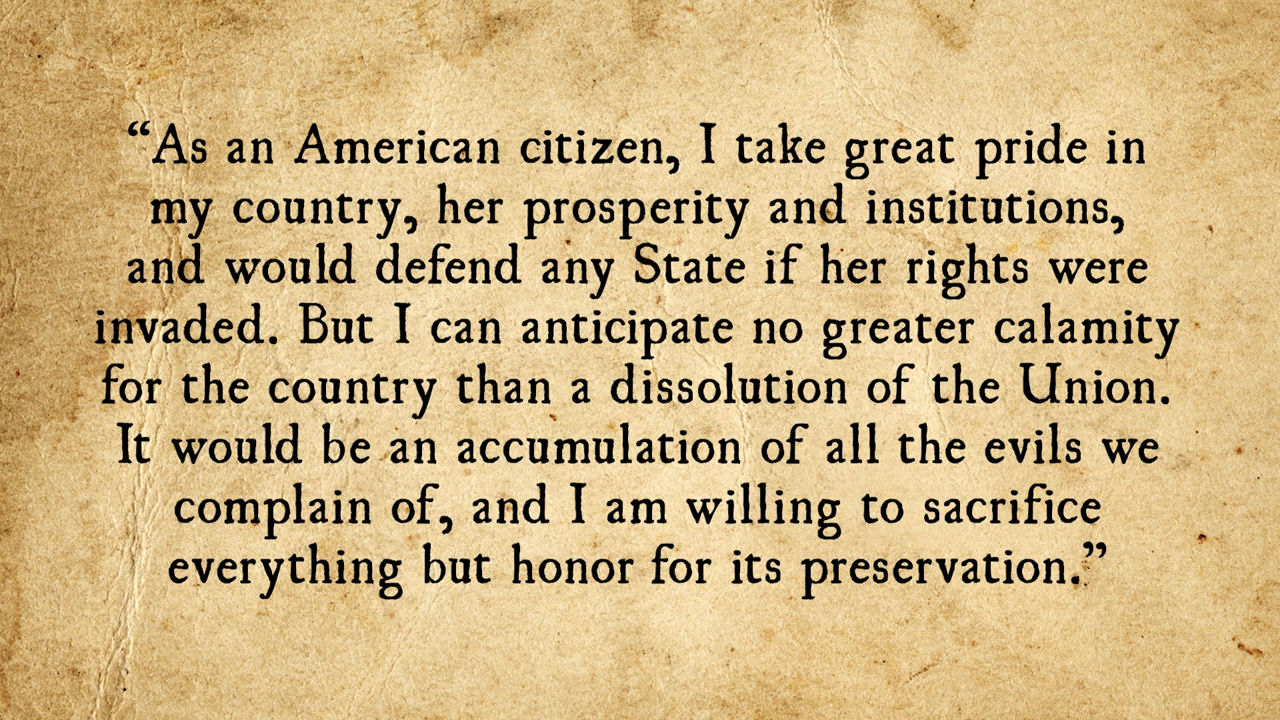 “As an American citizen, I take great pride in
my country, her prosperity and institutions,
and would defend any State if her rights were
invaded. But I can anticipate no greater calamity
for the country than a dissolution of the Union.
It would be an accumulation of all the evils we
complain of, and I am willing to sacrifice
everything but honor for its preservation.”